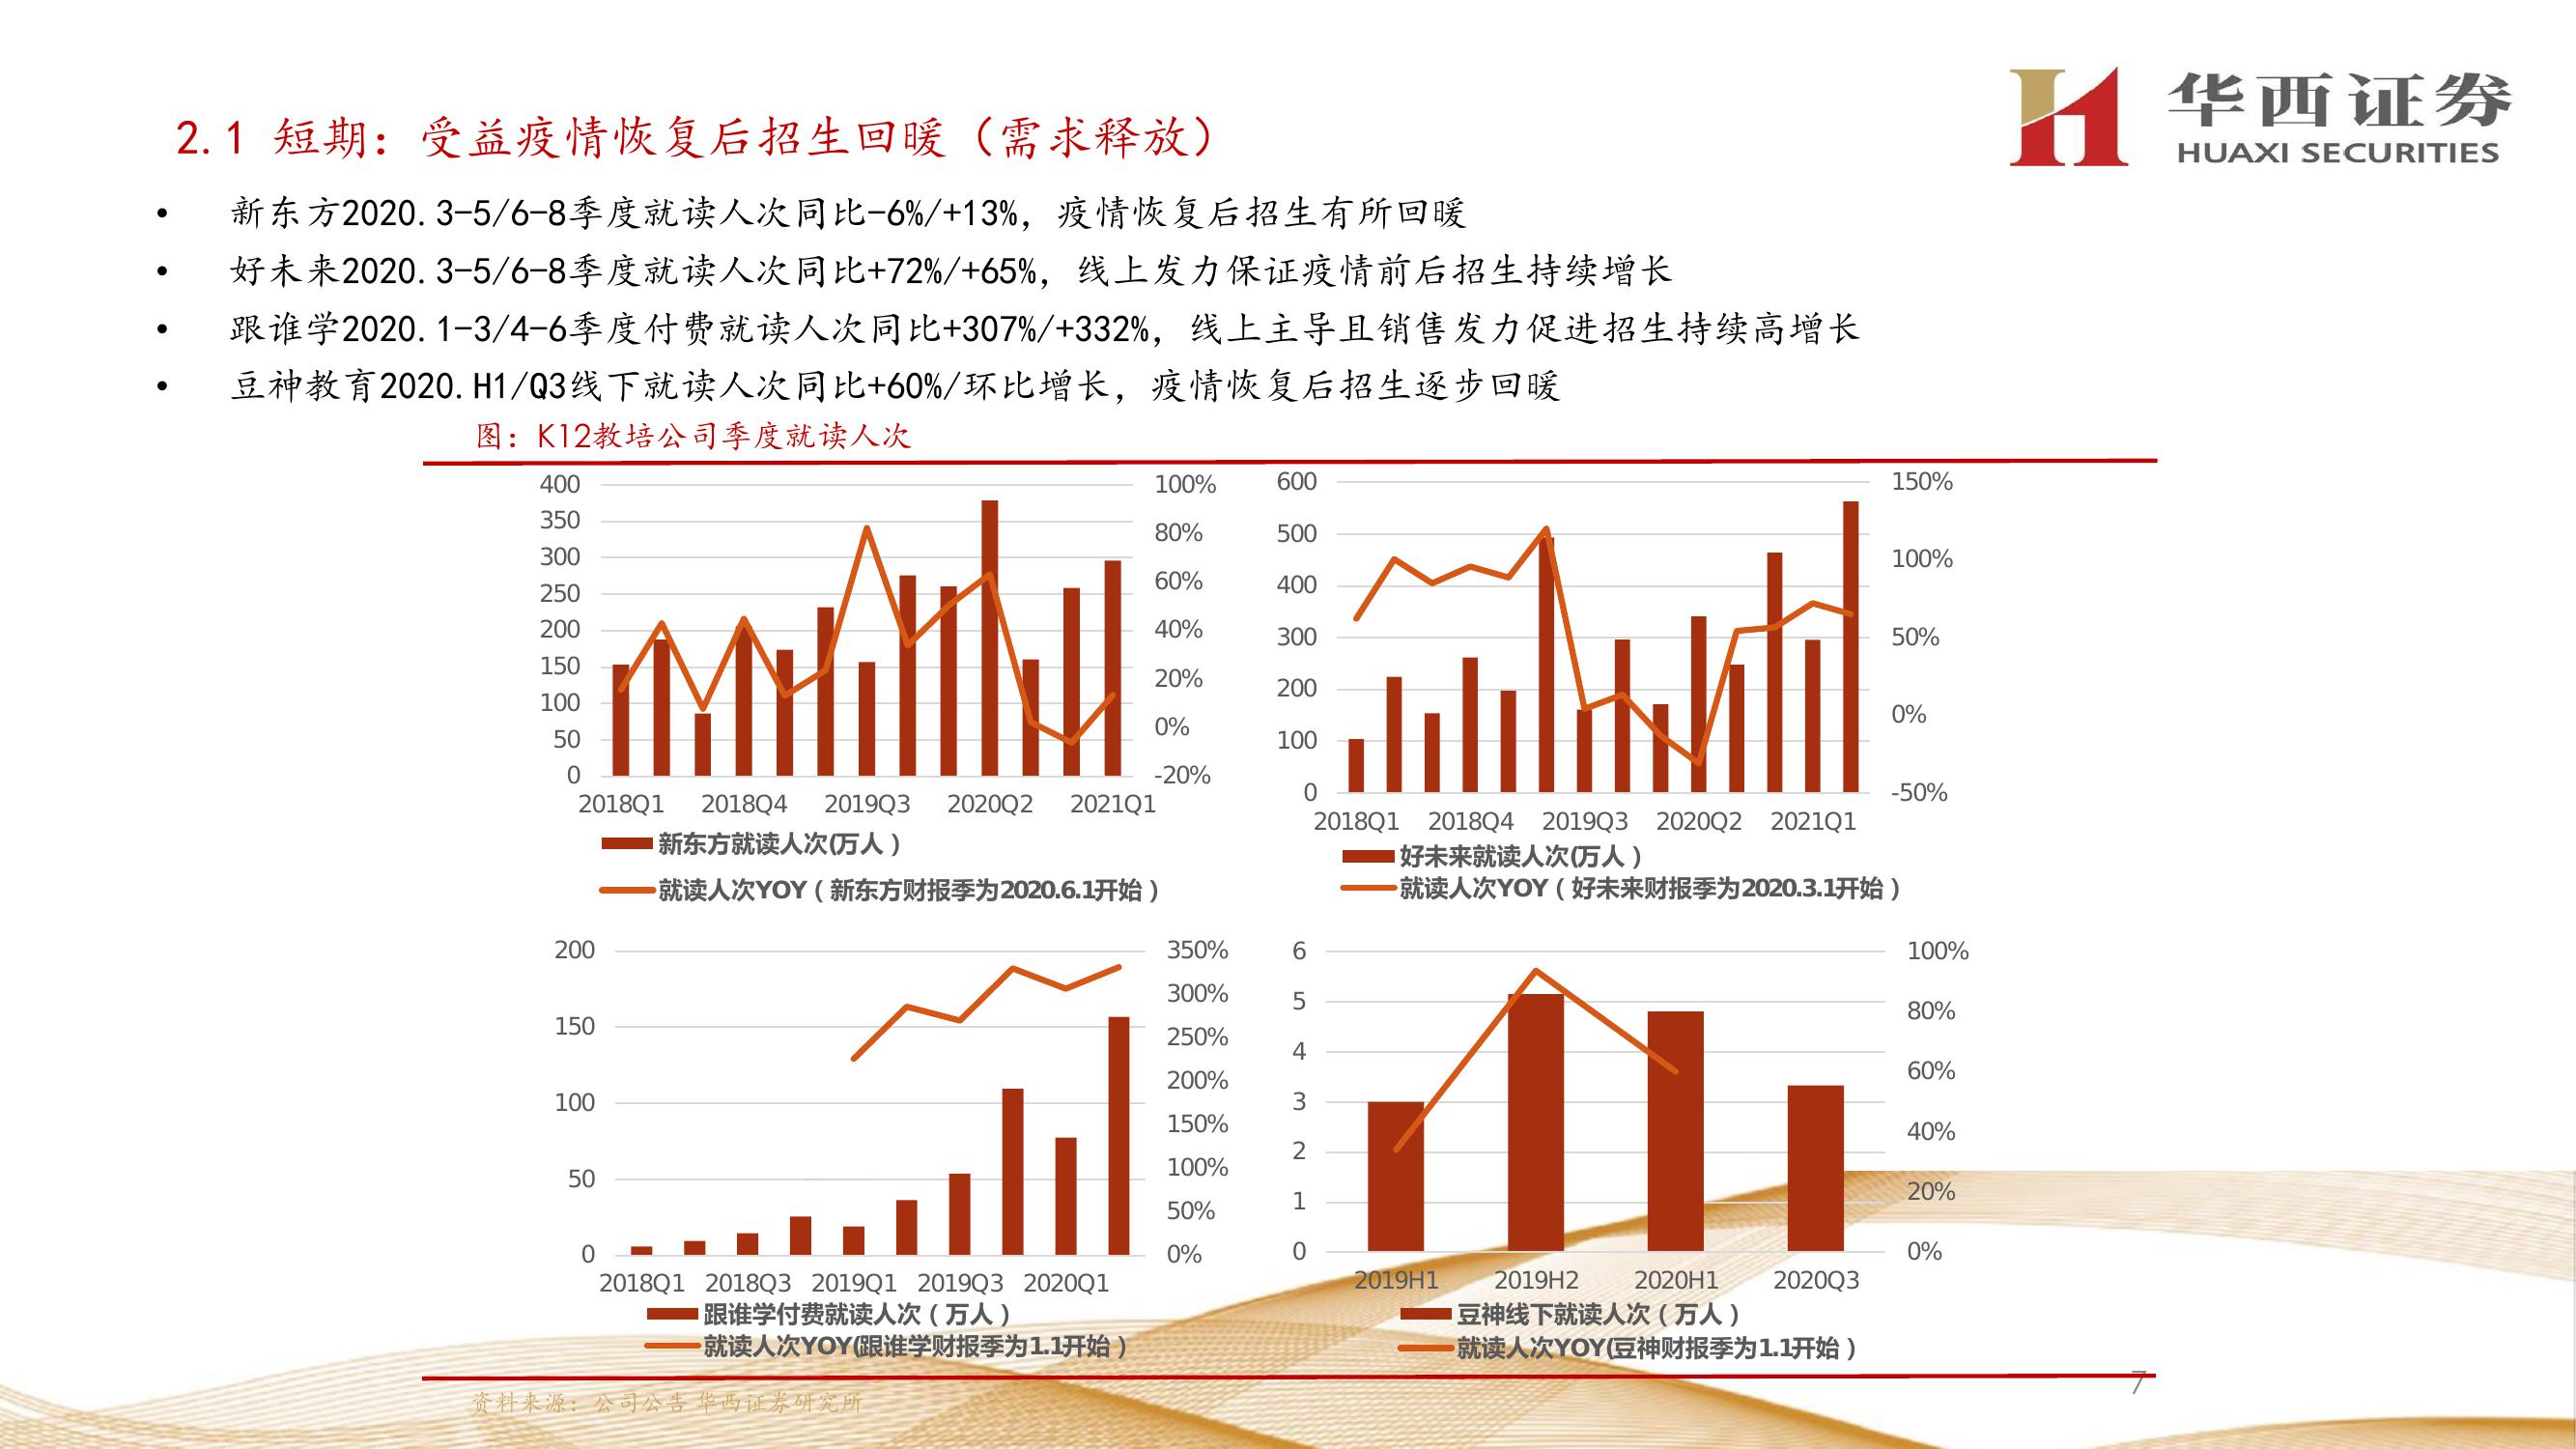 华西证券
HUAXI SECURITIES
2.1 短期：受益疫情恢复后招生回暖（需求释放）
• 新东方2020.3-5/6-8季度就读人次同比-6%/+13%，疫情恢复后招生有所回暖
• 好未来2020.3-5/6-8季度就读人次同比+72%/+65%，线上发力保证疫情前后招生持续增长
• 跟谁学2020.1-3/4-6季度付费就读人次同比+307%/+332%，线上主导且销售发力促进招生持续高增长
• 豆神教育2020.H1/Q3线下就读人次同比+60%/环比增长，疫情恢复后招生逐步回暖
图：K12教培公司季度就读人次
400
350
300
250
200
150
100
50
0
100%
80%
60%
40%
20%
0%
-20%
2018Q1 2018Q4 2019Q3 2020Q2 2021Q1
新东方就读人次(万人）
就读人次YOY（新东方财报季为2020.6.1开始）
600
500
400
300
200
100
0
150%
100%
50%
0%
-50%
2018Q1 2018Q4 2019Q3 2020Q2 2021Q1
好未来就读人次(万人）
就读人次YOY（好未来财报季为2020.3.1开始）
200
150
100
50
0
350%
300%
250%
200%
150%
100%
50%
0%
2018Q1 2018Q3 2019Q1 2019Q3 2020Q1
跟谁学付费就读人次（万人）
就读人次YOY(跟谁学财报季为1.1开始）
6
5
4
3
2
1
0
100%
80%
60%
40%
20%
0%
2019H1 2019H2 2020H1 2020Q3
豆神线下就读人次（万人）
就读人次YOY(豆神财报季为1.1开始）
资料来源：公司公告 华西证券研究所
7